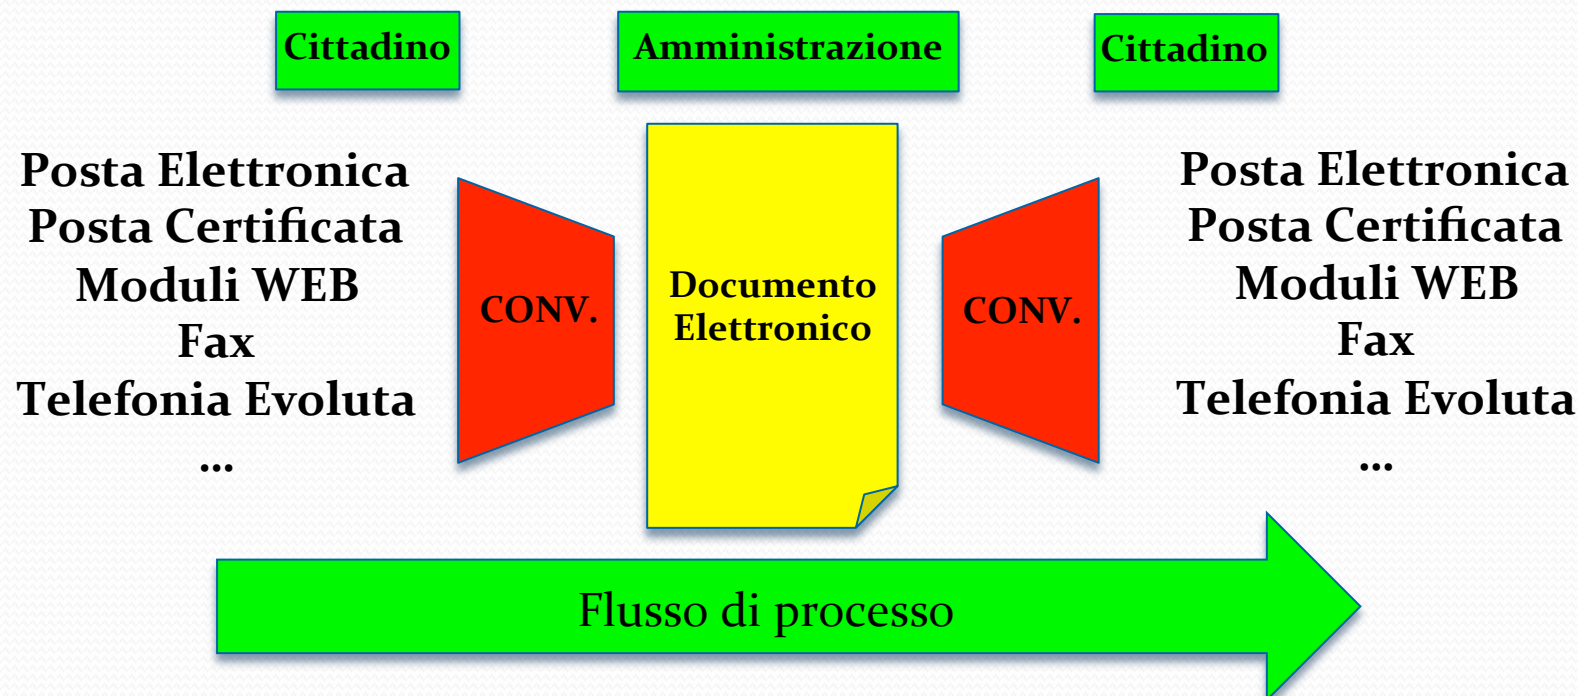 Cittadino
Amministrazione
Cittadino
Posta Elettronica
Posta Certificata
Moduli WEB
Fax
Telefonia Evoluta
...
CONV.
Documento
Elettronico
CONV.
Posta Elettronica
Posta Certificata
Moduli WEB
Fax
Telefonia Evoluta
...
Flusso di processo